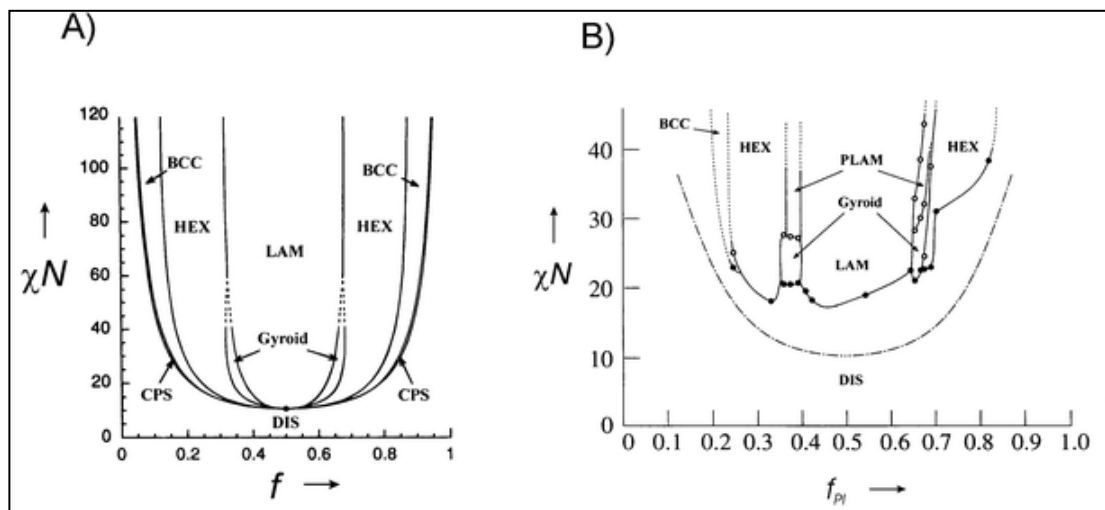 A)
120
100
80
60
40
20
0
χN
BCC
HEX
LAM
HEX
BCC
Gyroid
CPS
DIS
CPS
0 0.2 0.4 0.6 0.8 1
f
B)
40
30
20
10
0
χN
BCC
HEX
PLAM
HEX
Gyroid
LAM
DIS
0 0.1 0.2 0.3 0.4 0.5 0.6 0.7 0.8 0.9 1.0
f_PI